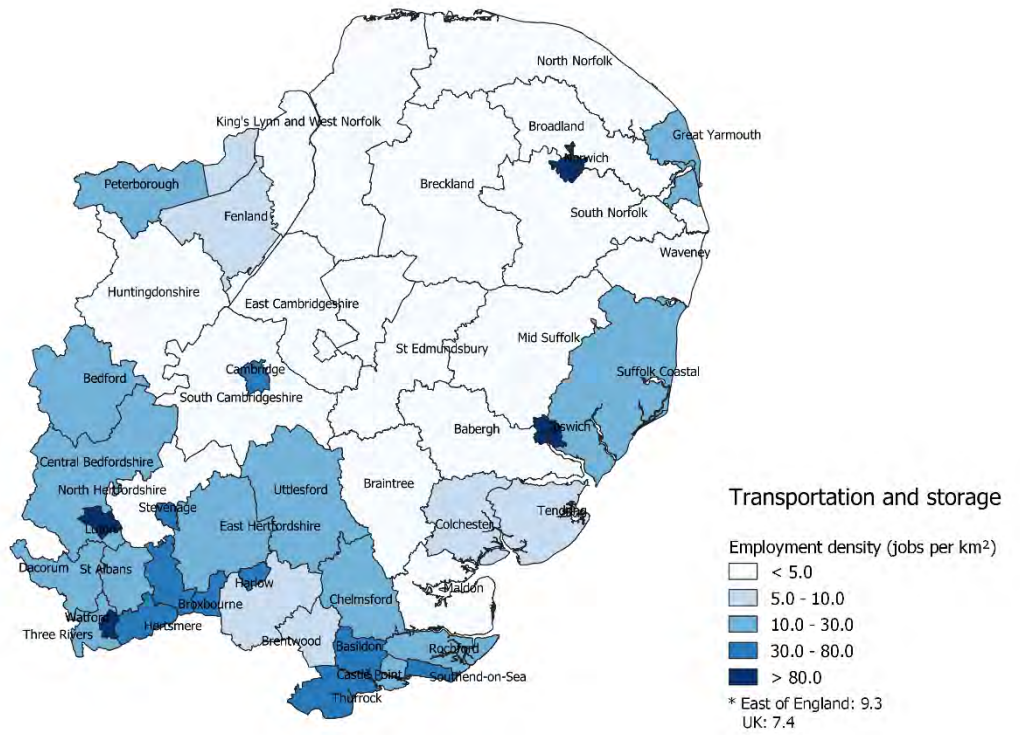 North Norfolk
King's Lynn and West Norfolk
Broadland
Great Yarmouth
Norwich
Peterborough
Breckland
Fenland
South Norfolk
Waveney
Huntingdonshire
East Cambridgeshire
Mid Suffolk
St Edmundsbury
Cambridge
Suffolk Coastal
Bedford
South Cambridgeshire
Babergh
Ipswich
Central Bedfordshire
Braintree
North Hertfordshire
Uttlesford
Stevenage
Tendring
Luton
East Hertfordshire
Colchester
Dacorum
St Albans
Harlow
Maldon
Broxbourne
Chelmsford
Watford
Hertsmere
Three Rivers
Brentwood
Basildon
Rochford
Castle Point
Southend-on-Sea
Thurrock
Transportation and storage
Employment density (jobs per km²)
< 5.0
5.0 - 10.0
10.0 - 30.0
30.0 - 80.0
> 80.0
* East of England: 9.3
UK: 7.4